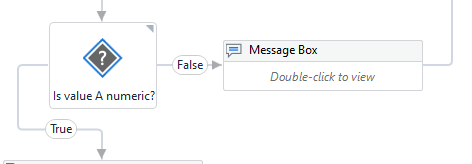 Message Box
False
Double-click to view
Is value A numeric?
True